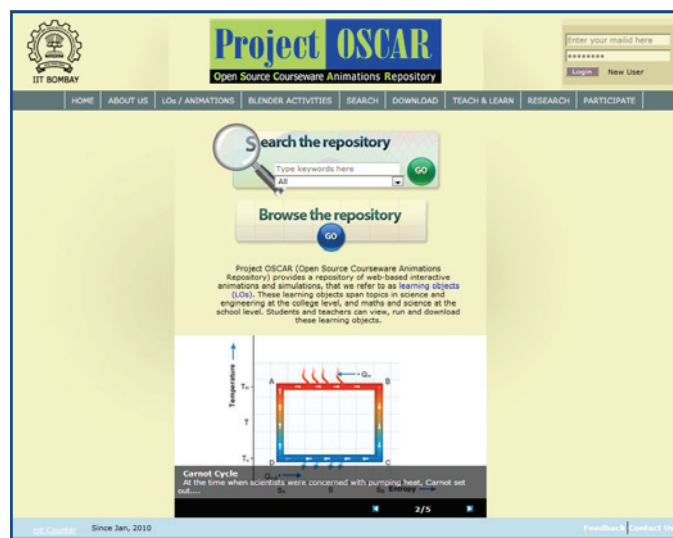 IIT BOMBAY
Project OSCAR
Open Source Courseware Animations Repository
Enter your mailid here
********
Login New User
HOME ABOUT US LOs / ANIMATIONS BLENDER ACTIVITIES SEARCH DOWNLOAD TEACH & LEARN RESEARCH PARTICIPATE
Search the repository
Type keywords here
All
GO
Browse the repository
GO
Project OSCAR (Open Source Courseware Animations
Repository) provides a repository of web-based interactive
animations and simulations, that we refer to as learning objects
(LOs). These learning objects span topics in science and
engineering at the college level, and maths and science at the
school level. Students and teachers can view, run and download
these learning objects.
Temperature
A
B
T
D
C
Carnot Cycle
At the time when scientists were concerned with pumping heat, Carnot set
out....
S
Entropy
2/5
Hit Counter Since Jan, 2010
Feedback Contact Us